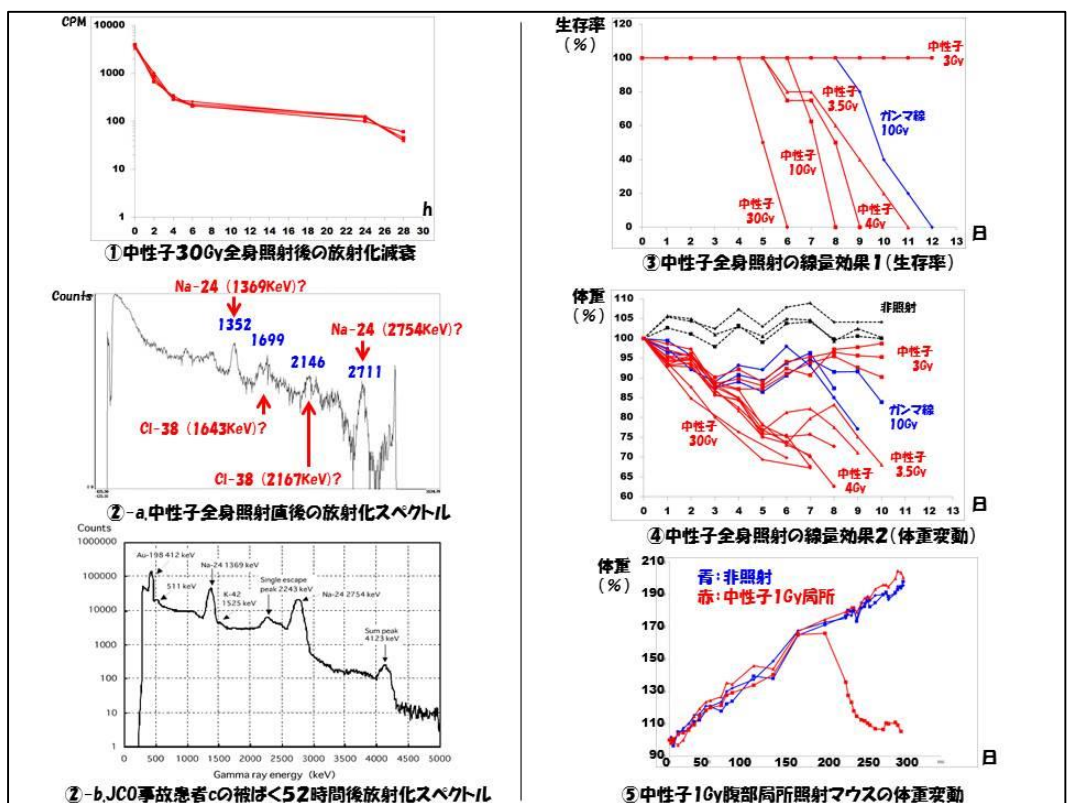 CPM
10000
1000
100
10
1
0 2 4 6 8 10 12 14 16 18 20 22 24 26 28 30
h
①中性子30Gy全身照射後の放射化減衰
Counts
Na-24 (1369KeV)?
Na-24 (2754KeV)?
1352
1699
2146
2711
Cl-38 (1643KeV)?
Cl-38 (2167KeV)?
②-a.中性子全身照射直後の放射化スペクトル
Counts
1000000
100000
10000
1000
100
10
1
Au-198 412 keV
511 keV
Na-24 1369 keV
K-42
1525 keV
Single escape
peak 2243 keV
Na-24 2754 keV
Sum peak
4123 keV
0 500 1000 1500 2000 2500 3000 3500 4000 4500 5000
Gamma ray energy (keV)
②-b.JCO事故患者cの被ばく52時間後放射化スペクトル
生存率
(%)
120
100
80
60
40
20
0
中性子
3Gy
中性子
3.5Gy
ガンマ線
10Gy
中性子
10Gy
中性子
30Gy
中性子
4Gy
0 1 2 3 4 5 6 7 8 9 10 11 12 13
日
③中性子全身照射の線量効果1(生存率)
体重
(%)
110
105
100
95
90
85
80
75
70
65
60
非照射
中性子
3Gy
ガンマ線
10Gy
中性子
30Gy
中性子
3.5Gy
中性子
4Gy
0 1 2 3 4 5 6 7 8 9 10 11 12 13
日
④中性子全身照射の線量効果2(体重変動)
体重
(%)
210
190
170
150
130
110
90
青:非照射
赤:中性子1Gy局所
0 50 100 150 200 250 300
日
⑤中性子1Gy腹部局所照射マウスの体重変動